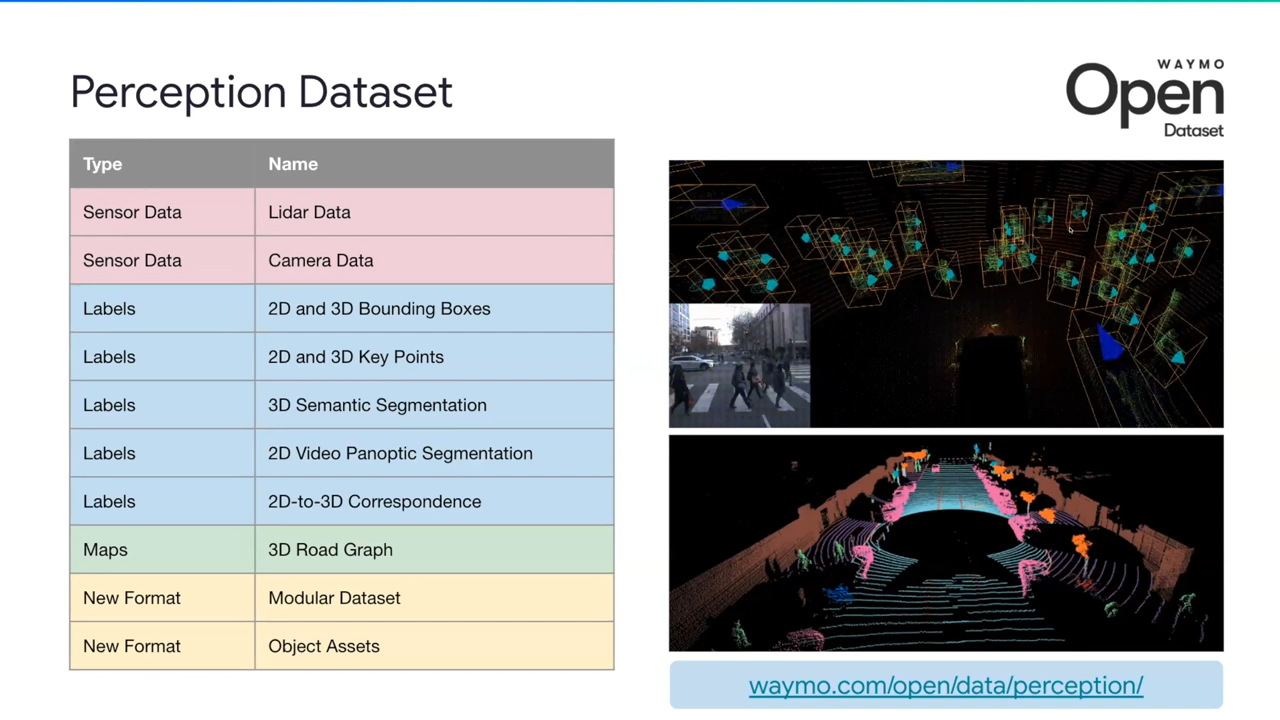 Perception Dataset
WAYMO
Open
Dataset
Type Name
Sensor Data Lidar Data
Sensor Data Camera Data
Labels 2D and 3D Bounding Boxes
Labels 2D and 3D Key Points
Labels 3D Semantic Segmentation
Labels 2D Video Panoptic Segmentation
Labels 2D-to-3D Correspondence
Maps 3D Road Graph
New Format Modular Dataset
New Format Object Assets
waymo.com/open/data/perception/